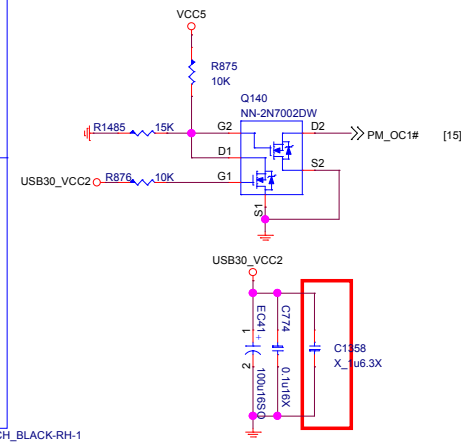 VCC5
R875
10K
Q140
NN-2N7002DW
R1485 15K G2 D2 PM_OC1# [15]
D1
S2
USB30_VCC2 R876 10K G1
S1
USB30_VCC2
1 EC41 + C774
C1358
X_1u6.3X
2 100u16SO 0.1u16X
CH_BLACK-RH-1